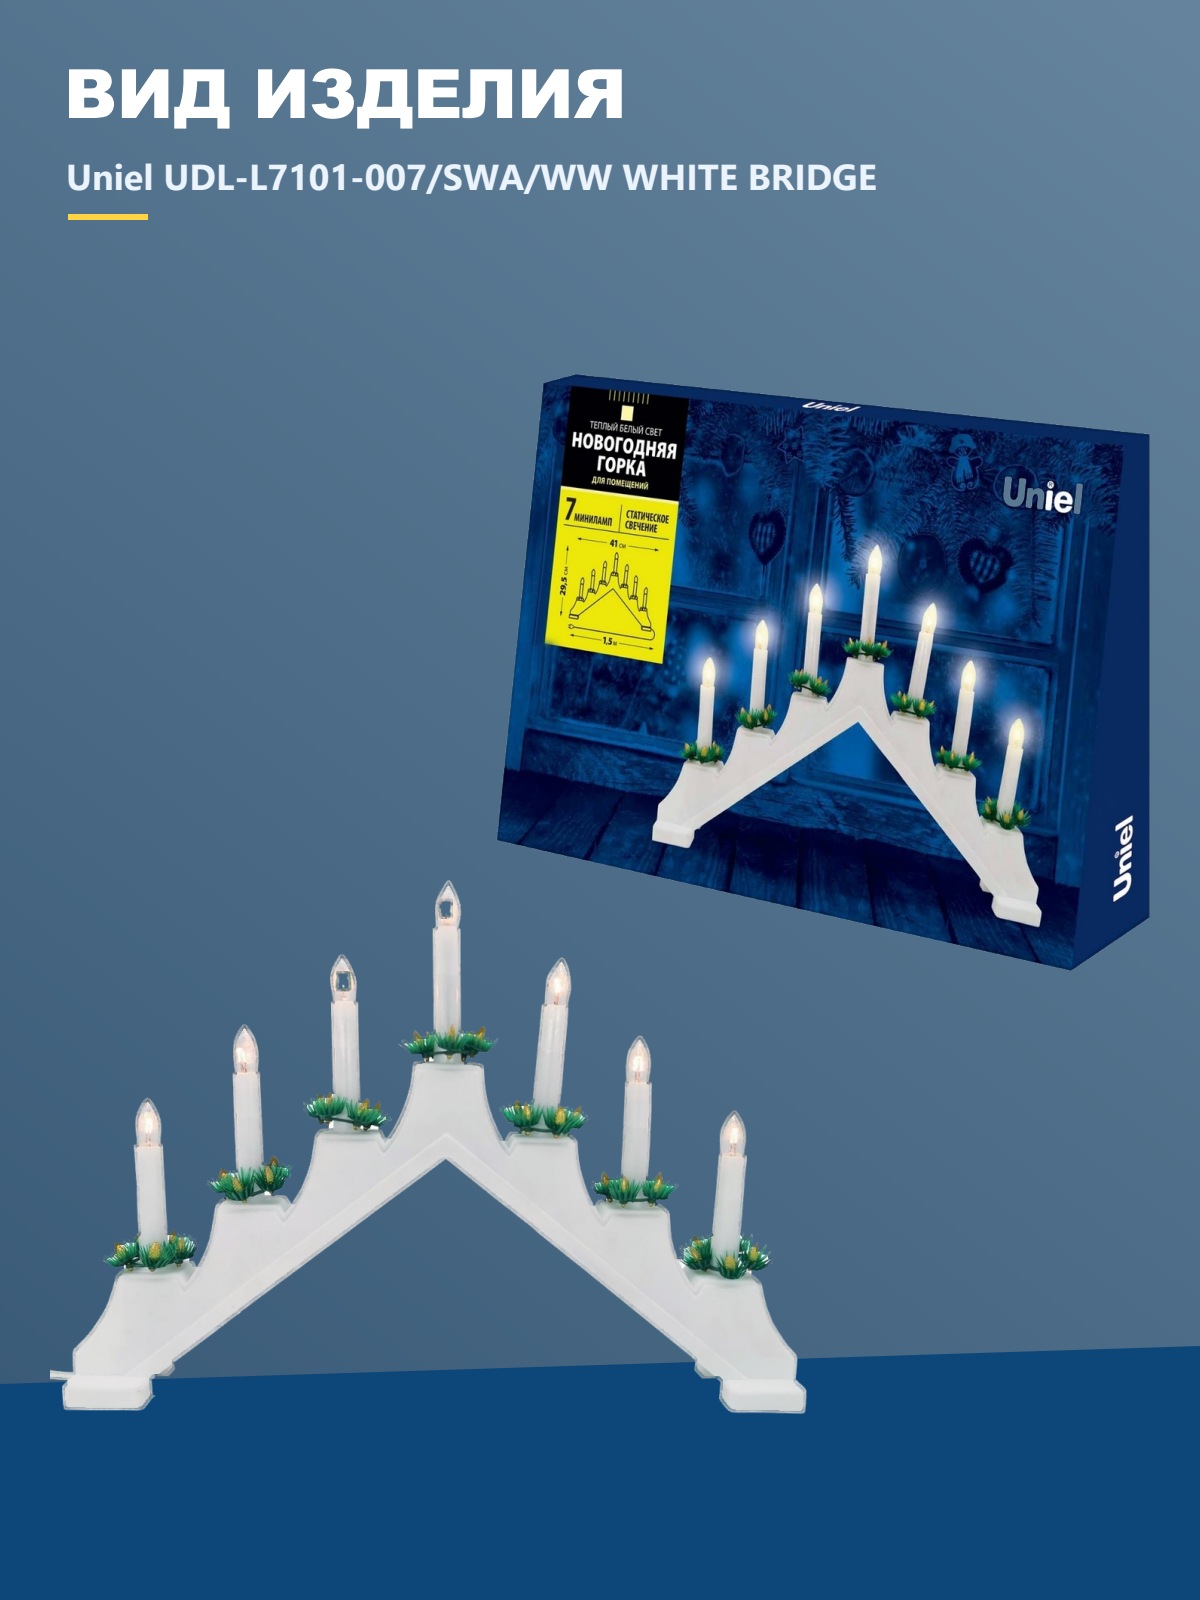 ВИД ИЗДЕЛИЯ
Uniel UDL-L7101-007/SWA/WW WHITE BRIDGE
Uniel
ТЕПЛЫЙ БЕЛЫЙ СВЕТ
НОВОГОДНЯЯ
ГОРКА
ДЛЯ ПОМЕЩЕНИЙ
Uniel
7 МИНИЛАМП
СТАТИЧЕСКОЕ
СВЕЧЕНИЕ
41 СМ
29,5 СМ
1,5 М
Uniel